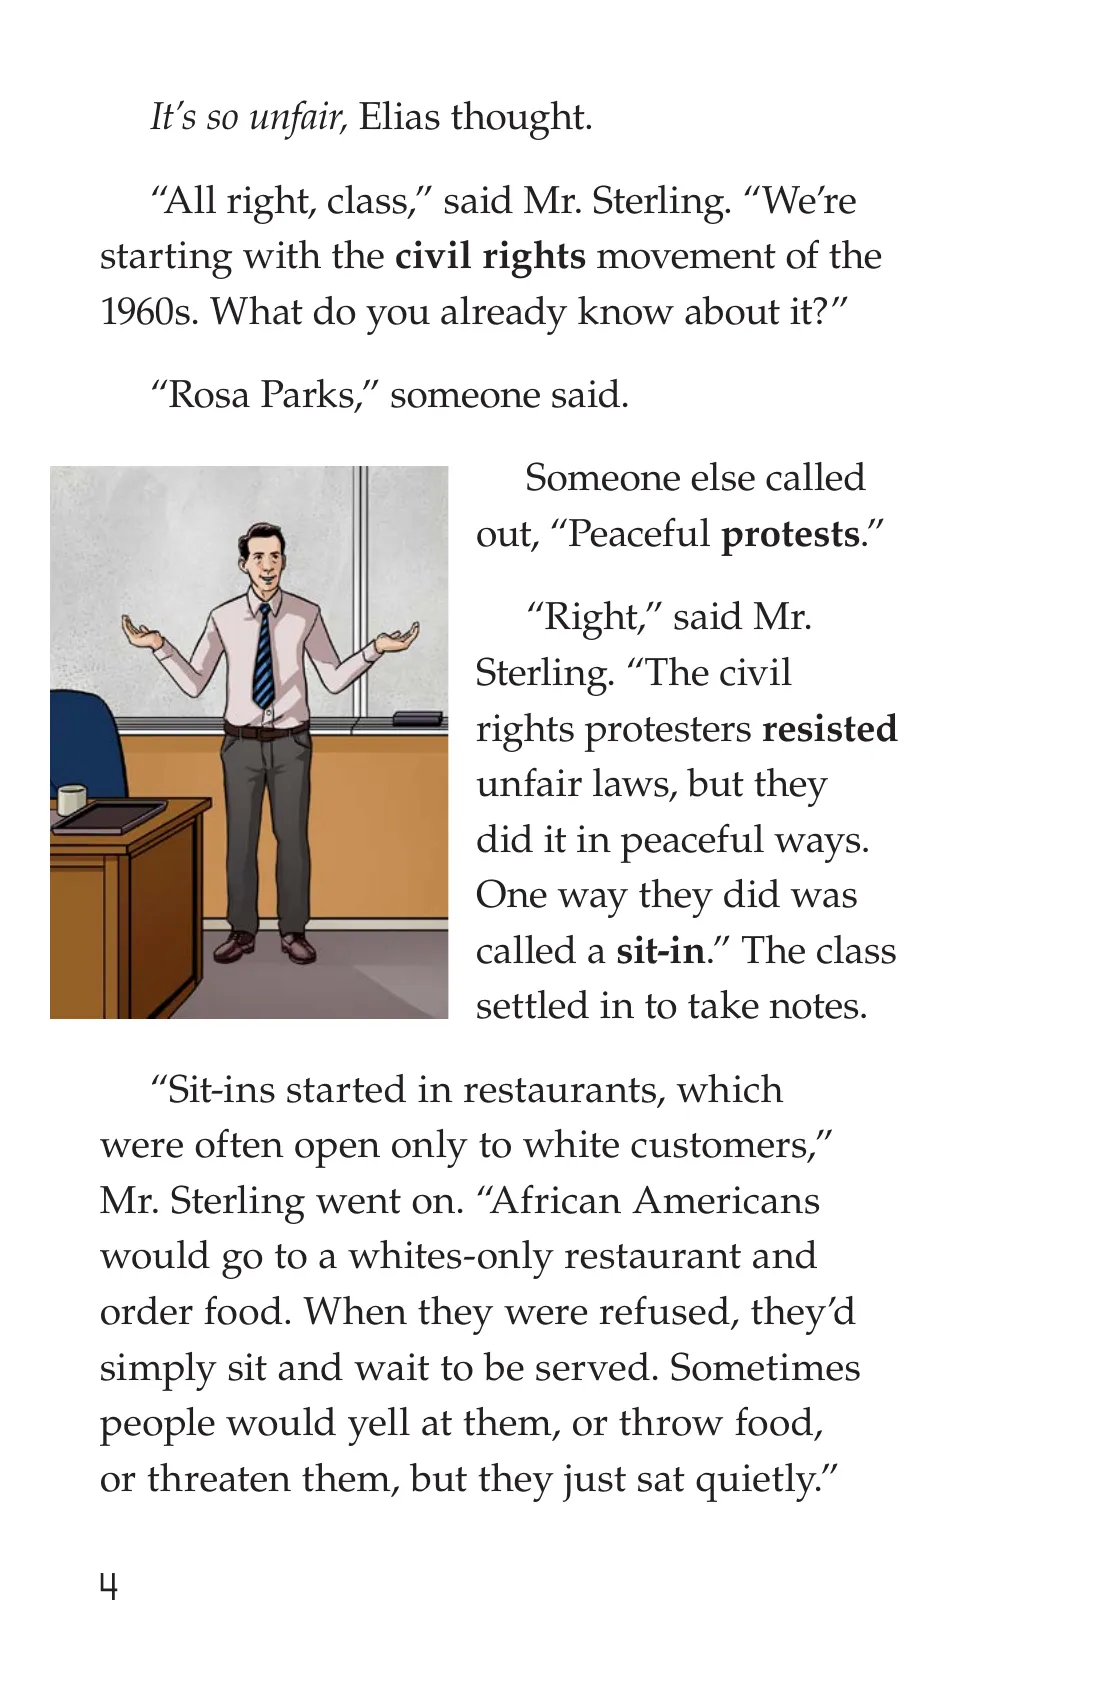 It’s so unfair, Elias thought.
“All right, class,” said Mr. Sterling. “We’re
starting with the civil rights movement of the
1960s. What do you already know about it?”
“Rosa Parks,” someone said.
Someone else called
out, “Peaceful protests.”
“Right,” said Mr.
Sterling. “The civil
rights protesters resisted
unfair laws, but they
did it in peaceful ways.
One way they did was
called a sit-in.” The class
settled in to take notes.
“Sit-ins started in restaurants, which
were often open only to white customers,”
Mr. Sterling went on. “African Americans
would go to a whites-only restaurant and
order food. When they were refused, they’d
simply sit and wait to be served. Sometimes
people would yell at them, or throw food,
or threaten them, but they just sat quietly.”
4